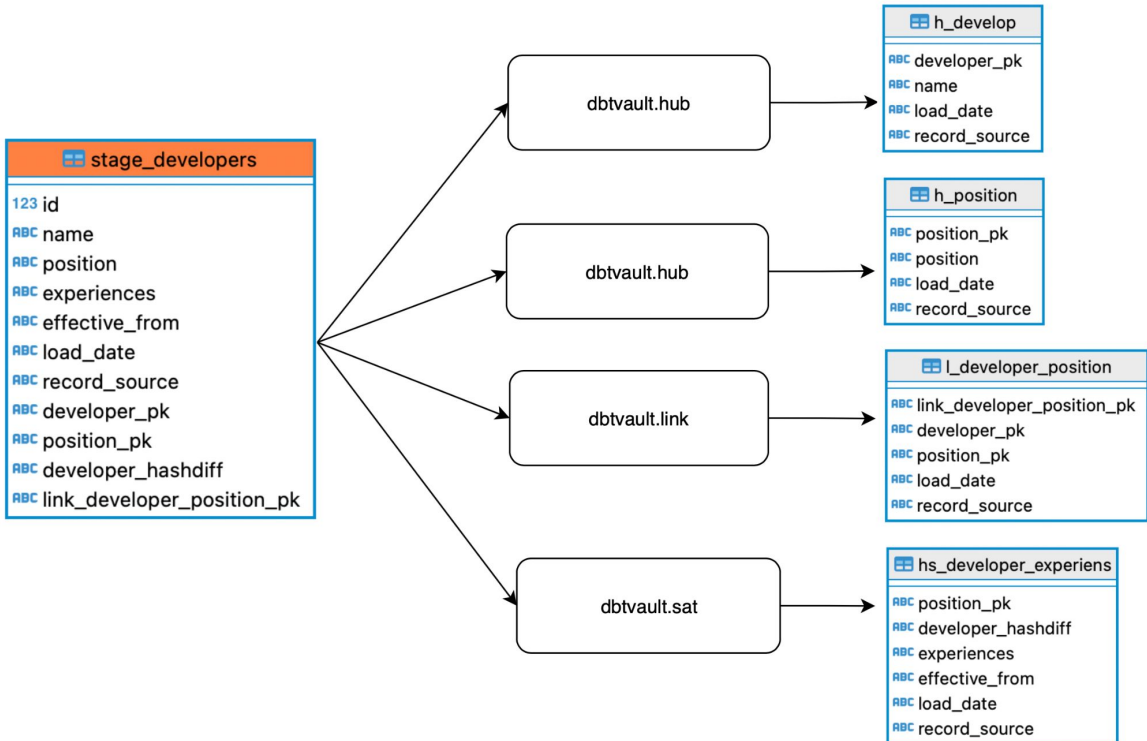 stage_developers
123 id
ABC name
ABC position
ABC experiences
ABC effective_from
ABC load_date
ABC record_source
ABC developer_pk
ABC position_pk
ABC developer_hashdiff
ABC link_developer_position_pk
dbtvault.hub
dbtvault.hub
dbtvault.link
dbtvault.sat
h_develop
ABC developer_pk
ABC name
ABC load_date
ABC record_source
h_position
ABC position_pk
ABC position
ABC load_date
ABC record_source
l_developer_position
ABC link_developer_position_pk
ABC developer_pk
ABC position_pk
ABC load_date
ABC record_source
hs_developer_experiens
ABC position_pk
ABC developer_hashdiff
ABC experiences
ABC effective_from
ABC load_date
ABC record_source